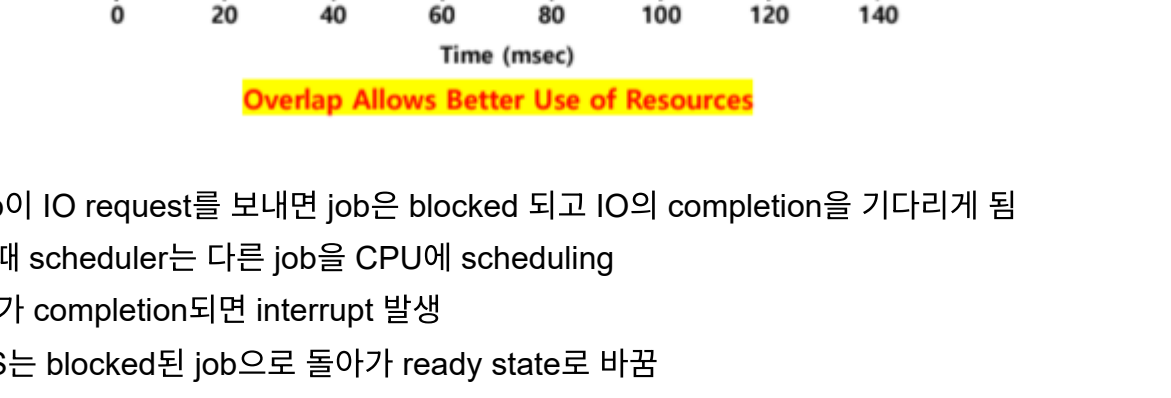 0 20 40 60 80 100 120 140
Time (msec)
Overlap Allows Better Use of Resources
이 IO request를 보내면 job은 blocked 되고 IO의 completion을 기다리게 됨
때 scheduler는 다른 job을 CPU에 scheduling
가 completion되면 interrupt 발생
는 blocked된 job으로 돌아가 ready state로 바꿈